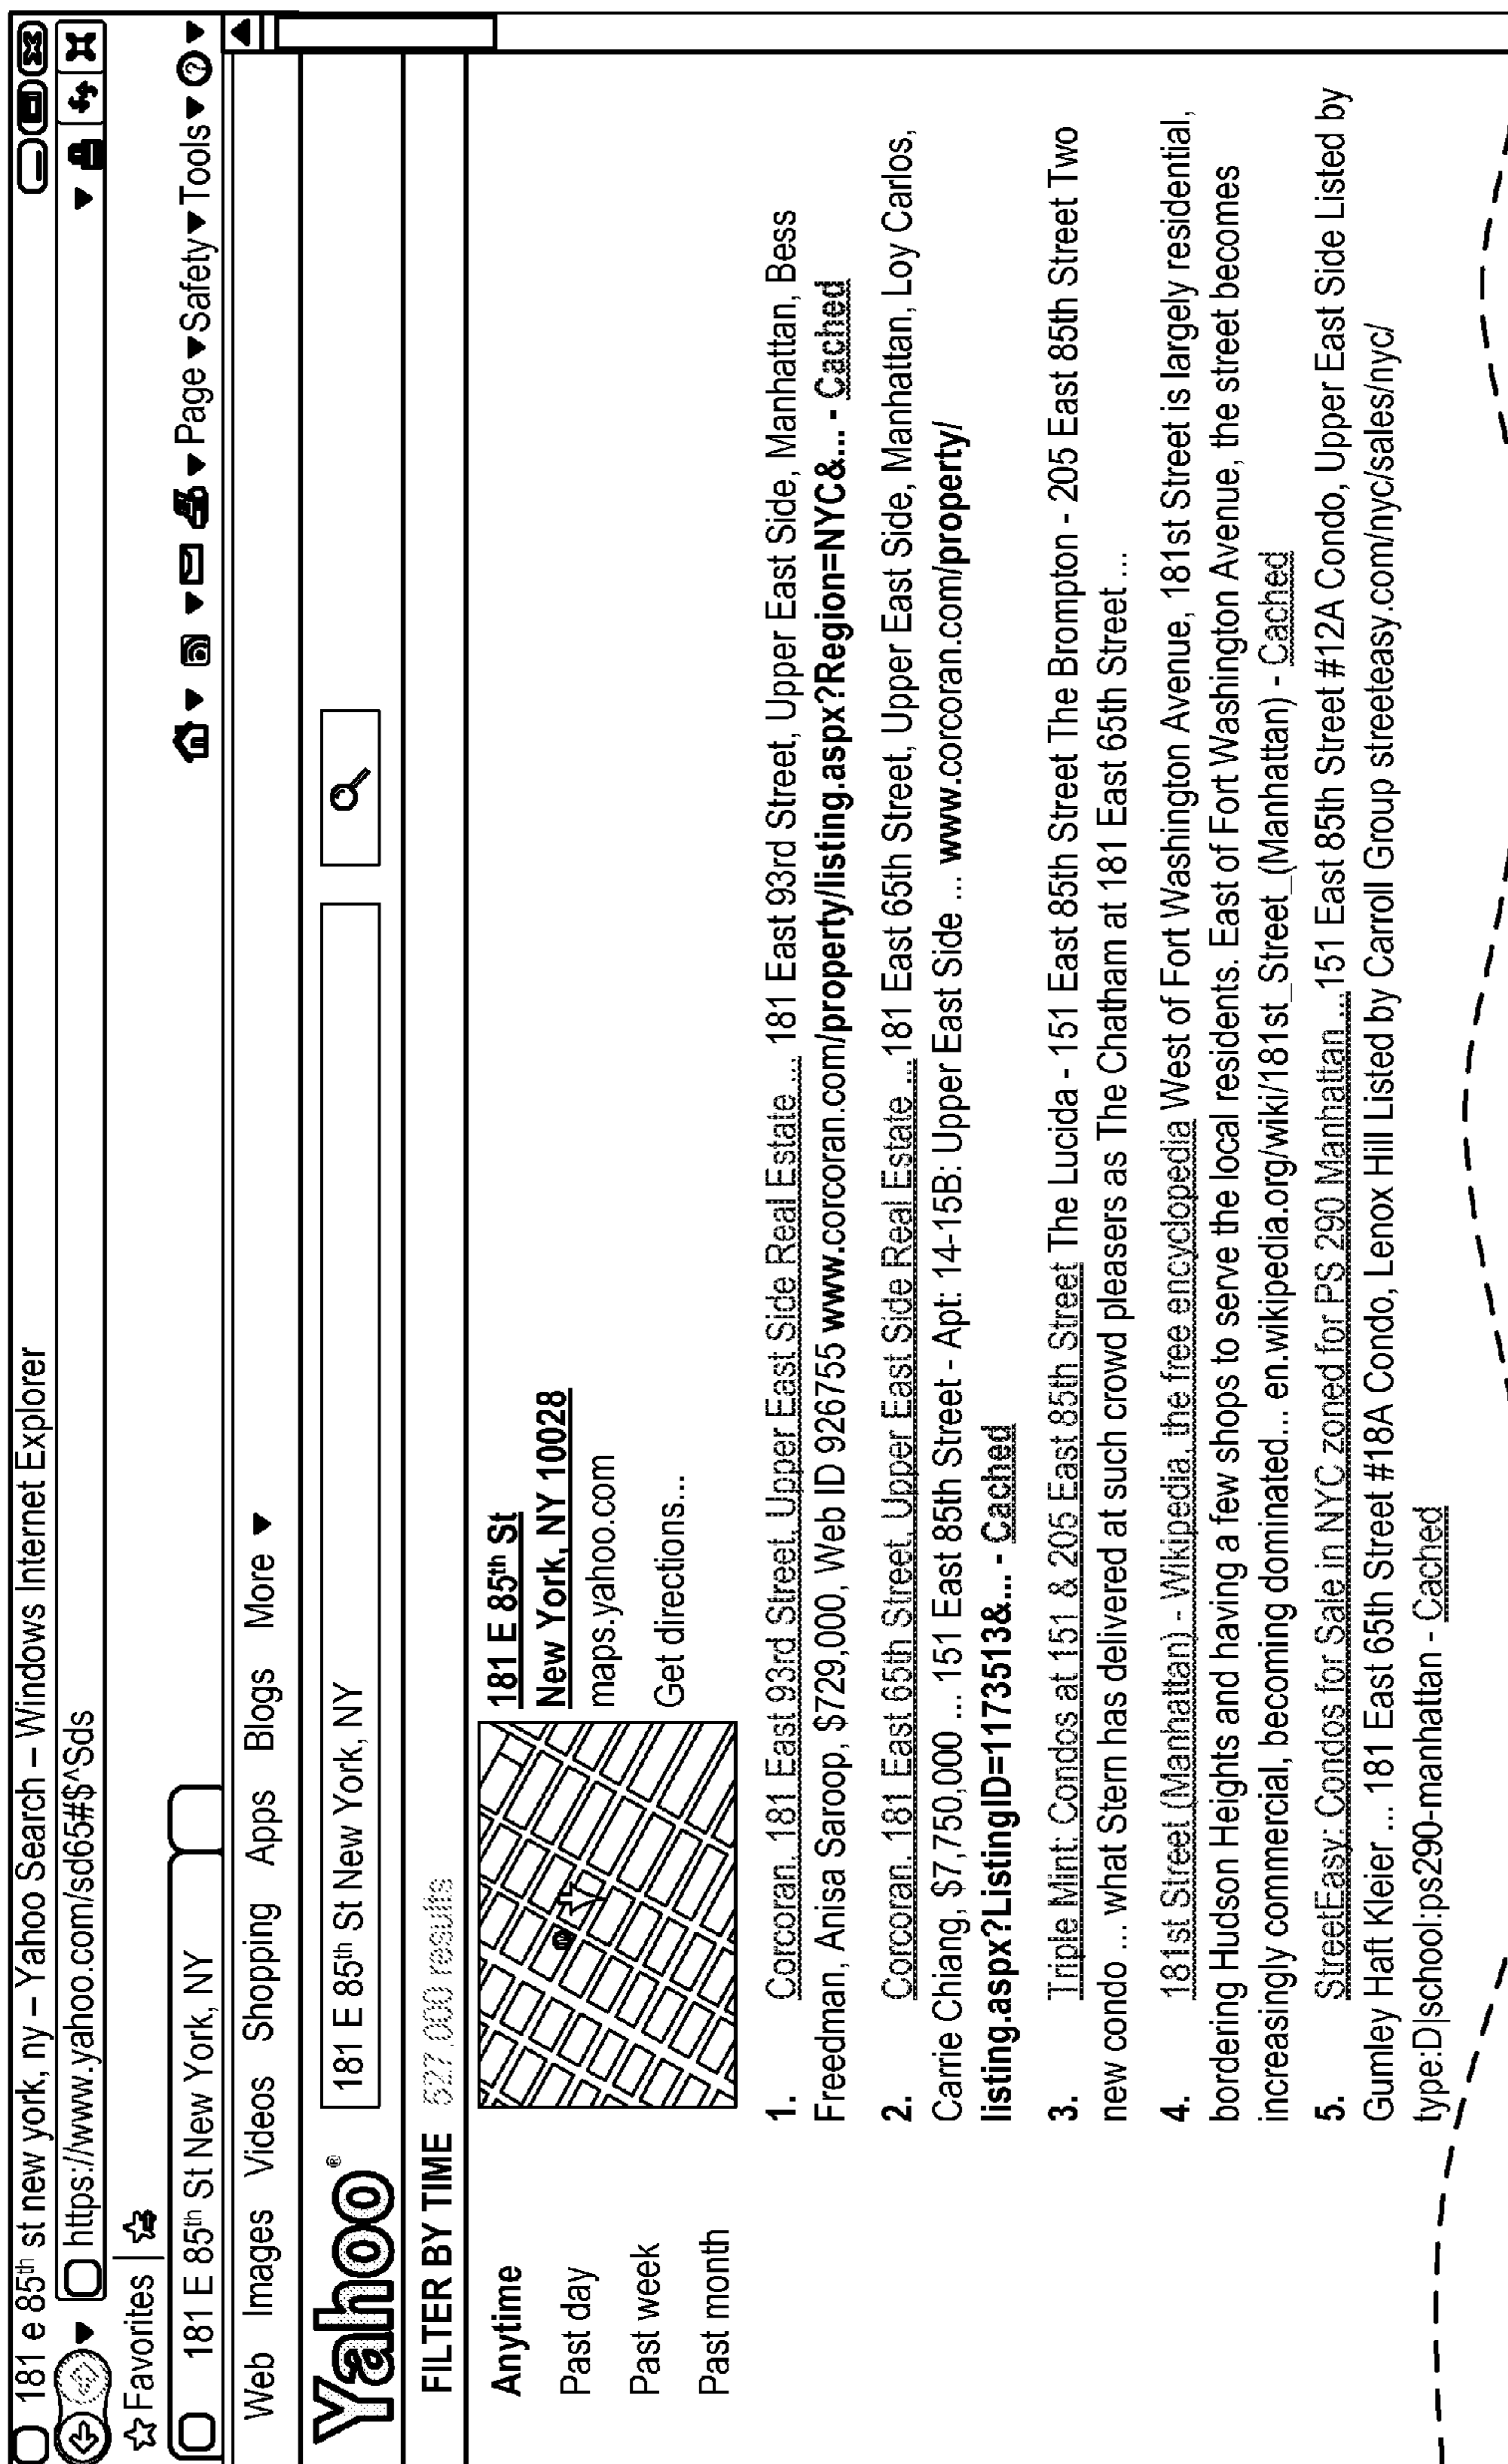 181 e 85th st new york, ny – Yahoo Search – Windows Internet Explorer
https://www.yahoo.com/sd65#$^Sds
Favorites
Page Safety Tools ?
181 E 85th St New York, NY
Web Images Videos Shopping Apps Blogs More
Yahoo®
181 E 85th St New York, NY
FILTER BY TIME 527,000 results
Anytime
Past day
Past week
Past month
181 E 85th St
New York, NY 10028
maps.yahoo.com
Get directions...
1. Corcoran. 181 East 93rd Street. Upper East Side Real Estate ... 181 East 93rd Street, Upper East Side, Manhattan, Bess
Freedman, Anisa Saroop, $729,000, Web ID 926755 www.corcoran.com/property/listing.aspx?Region=NYC&... - Cached
2. Corcoran. 181 East 65th Street. Upper East Side Real Estate ...181 East 65th Street, Upper East Side, Manhattan, Loy Carlos,
Carrie Chiang, $7,750,000 ... 151 East 85th Street - Apt: 14-15B: Upper East Side ... www.corcoran.com/property/
listing.aspx?ListingID=1173513&... - Cached
3. Triple Mint: Condos at 151 & 205 East 85th Street The Lucida - 151 East 85th Street The Brompton - 205 East 85th Street Two
new condo ... what Stern has delivered at such crowd pleasers as The Chatham at 181 East 65th Street ...
4. 181st Street (Manhattan) - Wikipedia, the free encyclopedia West of Fort Washington Avenue, 181st Street is largely residential,
bordering Hudson Heights and having a few shops to serve the local residents. East of Fort Washington Avenue, the street becomes
increasingly commercial, becoming dominated... en.wikipedia.org/wiki/181st_Street_(Manhattan) - Cached
5. StreetEasy: Condos for Sale in NYC zoned for PS 290 Manhattan ...151 East 85th Street #12A Condo, Upper East Side Listed by
Gumley Haft Kleier ... 181 East 65th Street #18A Condo, Lenox Hill Listed by Carroll Group streeteasy.com/nyc/sales/nyc/
type:D|school:ps290-manhattan - Cached